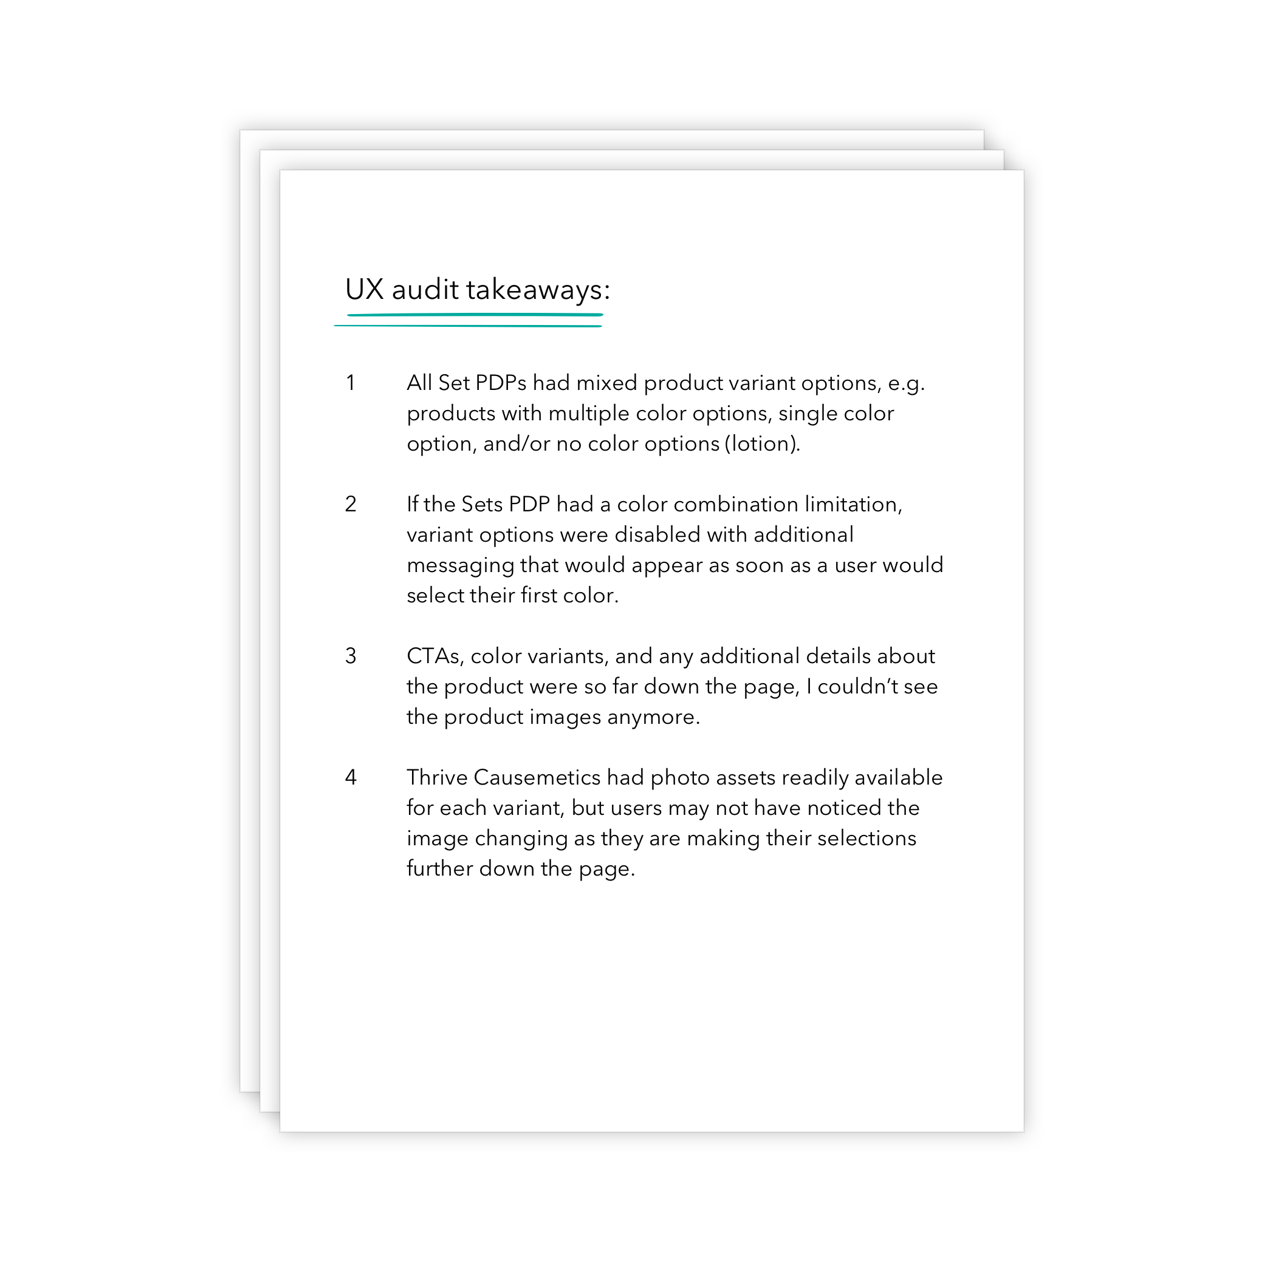 UX audit takeaways:
1 All Set PDPs had mixed product variant options, e.g.
products with multiple color options, single color
option, and/or no color options (lotion).
2 If the Sets PDP had a color combination limitation,
variant options were disabled with additional
messaging that would appear as soon as a user would
select their first color.
3 CTAs, color variants, and any additional details about
the product were so far down the page, I couldn’t see
the product images anymore.
4 Thrive Causemetics had photo assets readily available
for each variant, but users may not have noticed the
image changing as they are making their selections
further down the page.